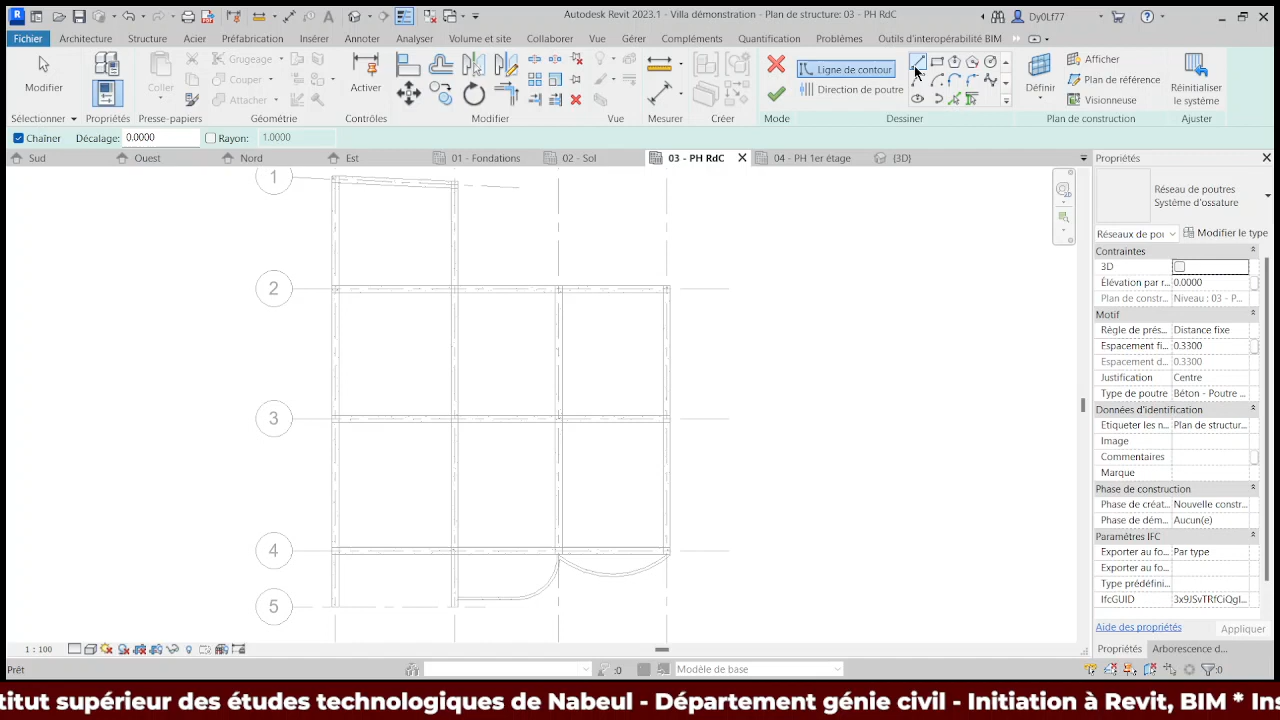 Autodesk Revit 2023.1 - Villa démonstration - Plan de structure: 03 - PH RdC
Dy0Lf77
Fichier
Architecture
Structure
Acier
Préfabrication
Insérer
Annoter
Analyser
Volume et site
Collaborer
Vue
Gérer
Compléments
Quantification
Problèmes
Outils d'interopérabilité BIM
Modifier
Coller
Grugeage
Couper
Attacher
Activer
Ligne de contour
Direction de poutre
Définir
Afficher
Plan de référence
Visionneuse
Réinitialiser
le système
Sélectionner
Propriétés
Presse-papiers
Géométrie
Contrôles
Modifier
Vue
Mesurer
Créer
Mode
Dessiner
Plan de construction
Ajuster
Chaîner
Décalage: 0.0000
Rayon: 1.0000
Sud
Ouest
Nord
Est
01 - Fondations
02 - Sol
03 - PH RdC
04 - PH 1er étage
{3D}
Propriétés
Réseau de poutres
Système d'ossature
Réseaux de poi
Modifier le type
Contraintes
3D
Élévation par r... 0.0000
Plan de constr... Niveau : 03 - P...
Motif
Règle de prés... Distance fixe
Espacement fi... 0.3300
Espacement d... 0.3300
Justification Centre
Type de poutre Béton - Poutre ...
Données d'identification
Etiqueter les n... Plan de structur...
Image
Commentaires
Marque
Phase de construction
Phase de créat... Nouvelle constr...
Phase de dém... Aucun(e)
Paramètres IFC
Exporter au fo... Par type
Exporter au fo...
Type prédéfini...
IfcGUID 3x9JSvTRfCiQgI...
Aide des propriétés
Appliquer
Propriétés
Arborescence d...
1
2
3
4
5
1 : 100
Prêt
:0
Modèle de base
:0
titut supérieur des études technologiques de Nabeul - Département génie civil - Initiation à Revit, BIM * Ins